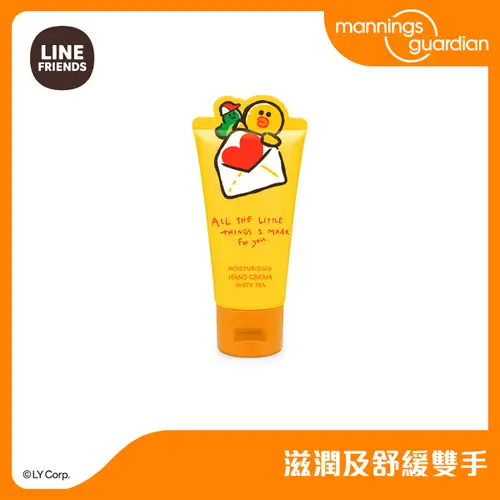 LINE
FRIENDS
mannings
guardian
ALL THE LITTLE
THINGS I MADE
For you
MOISTURIZING
HAND CREAM
WHITE TEA
©LY Corp.
滋潤及舒緩雙手